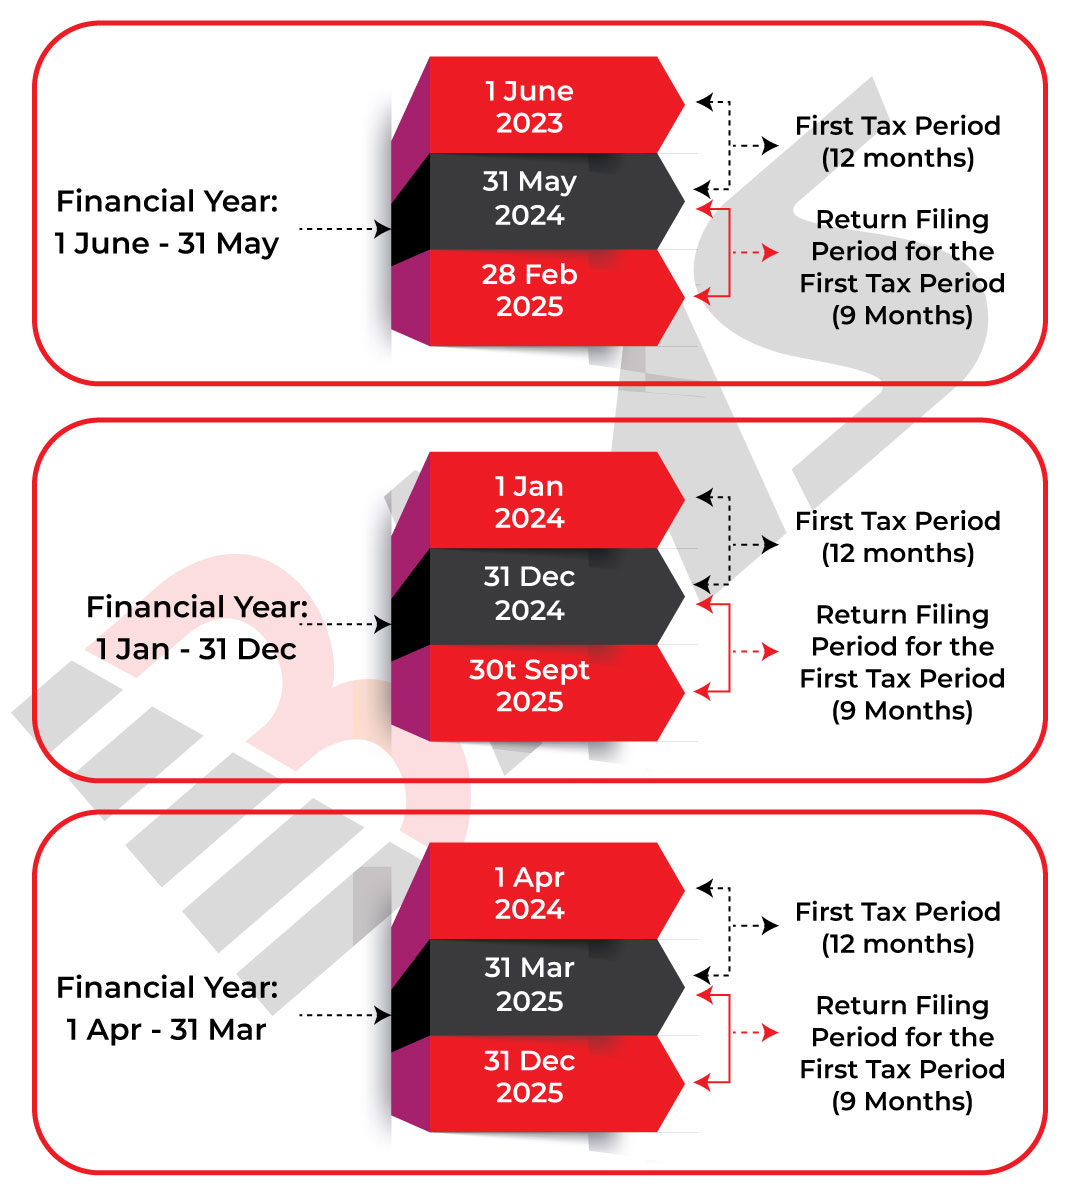 Financial Year:
1 June - 31 May
1 June
2023
31 May
2024
28 Feb
2025
First Tax Period
(12 months)
Return Filing
Period for the
First Tax Period
(9 Months)
Financial Year:
1 Jan - 31 Dec
1 Jan
2024
31 Dec
2024
30t Sept
2025
First Tax Period
(12 months)
Return Filing
Period for the
First Tax Period
(9 Months)
Financial Year:
1 Apr - 31 Mar
1 Apr
2024
31 Mar
2025
31 Dec
2025
First Tax Period
(12 months)
Return Filing
Period for the
First Tax Period
(9 Months)